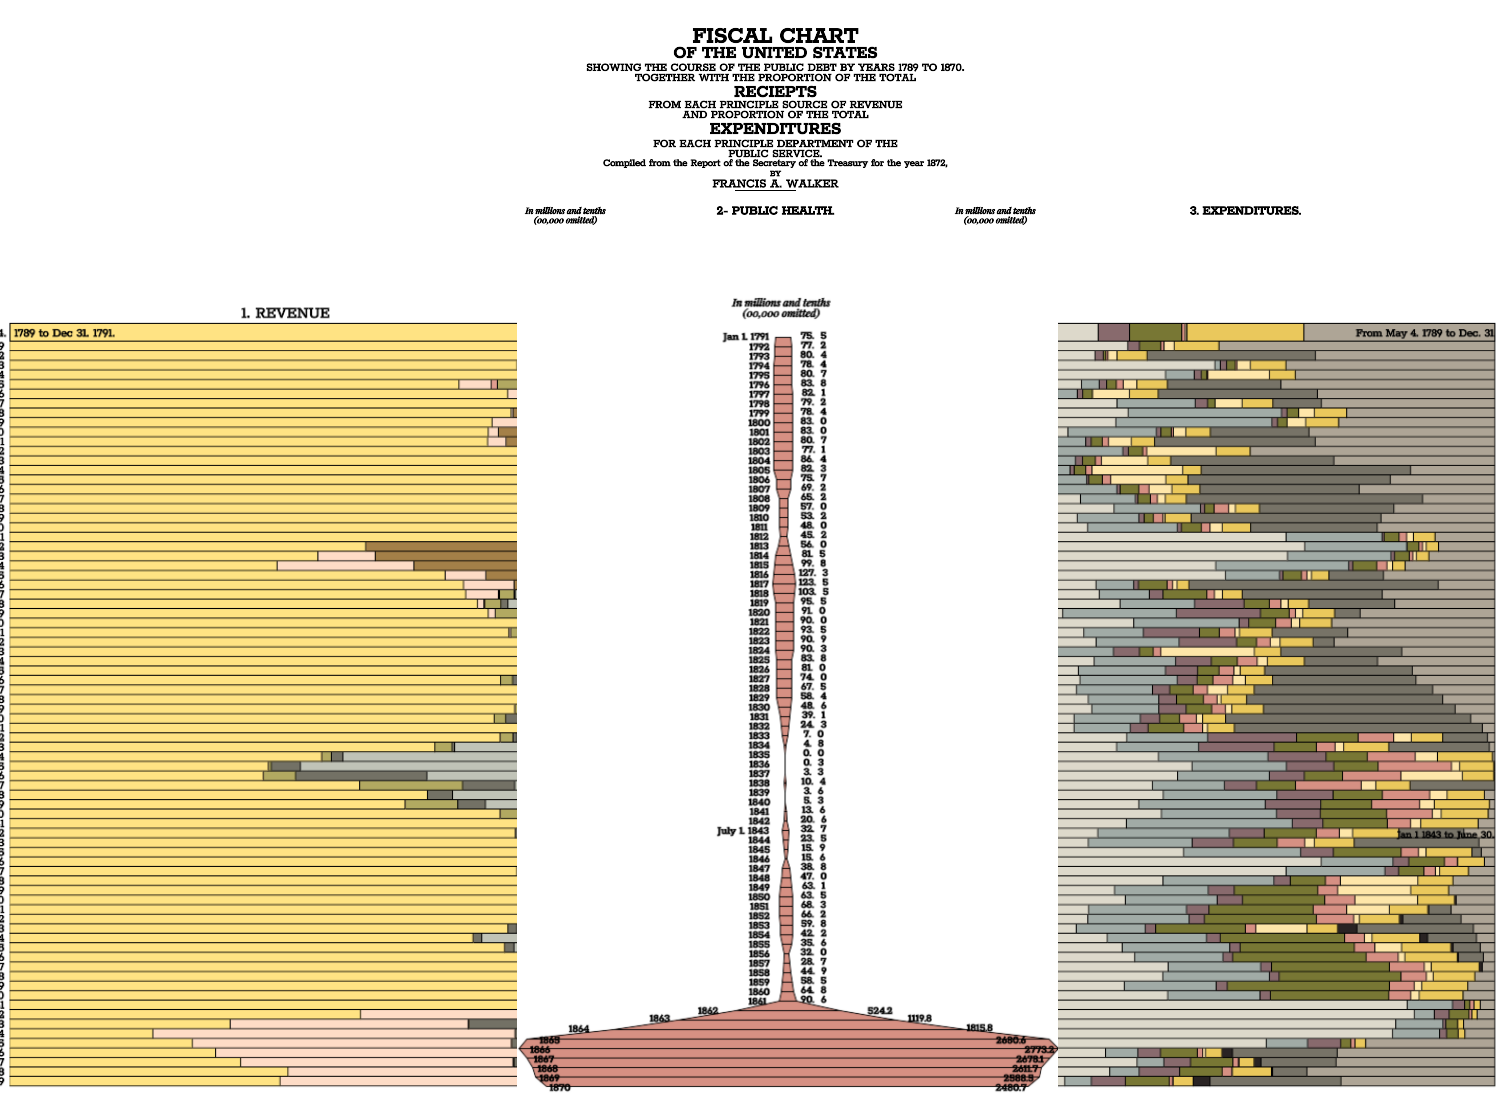 FISCAL CHART
OF THE UNITED STATES
SHOWING THE COURSE OF THE PUBLIC DEBT BY YEARS 1789 TO 1870.
TOGETHER WITH THE PROPORTION OF THE TOTAL
RECIEPTS
FROM EACH PRINCIPLE SOURCE OF REVENUE
AND PROPORTION OF THE TOTAL
EXPENDITURES
FOR EACH PRINCIPLE DEPARTMENT OF THE
PUBLIC SERVICE.
Compiled from the Report of the Secretary of the Treasury for the year 1872,
BY
FRANCIS A. WALKER
In millions and tenths
(00,000 omitted)
2- PUBLIC HEALTH.
In millions and tenths
(00,000 omitted)
3. EXPENDITURES.
1. REVENUE
In millions and tenths
(00,000 omitted)
1789 to Dec 31. 1791.
From May 4. 1789 to Dec. 31
Jan 1. 1791 75. 5
1792 77. 2
1793 80. 4
1794 78. 4
1795 80. 7
1796 83. 8
1797 82. 1
1798 79. 2
1799 78. 4
1800 83. 0
1801 83. 0
1802 80. 7
1803 77. 1
1804 86. 4
1805 82. 3
1806 75. 7
1807 69. 2
1808 65. 2
1809 57. 0
1810 53. 2
1811 48. 0
1812 45. 2
1813 56. 0
1814 81. 5
1815 99. 8
1816 127. 3
1817 123. 5
1818 103. 5
1819 95. 5
1820 91. 0
1821 90. 0
1822 93. 5
1823 90. 9
1824 90. 3
1825 83. 8
1826 81. 0
1827 74. 0
1828 67. 5
1829 58. 4
1830 48. 6
1831 39. 1
1832 24. 3
1833 7. 0
1834 4. 8
1835 0. 0
1836 0. 3
1837 3. 3
1838 10. 4
1839 3. 6
1840 5. 3
1841 13. 6
1842 20. 6
July 1. 1843 32. 7
Jan 1 1843 to June 30.
1844 23. 5
1845 15. 9
1846 15. 6
1847 38. 8
1848 47. 0
1849 63. 1
1850 63. 5
1851 68. 3
1852 66. 2
1853 59. 8
1854 42. 2
1855 35. 6
1856 32. 0
1857 28. 7
1858 44. 9
1859 58. 5
1860 64. 8
1861 90. 6
1862 524.2
1863 1119.8
1864 1815.8
1865 2680.6
1866 2773.2
1867 2678.1
1868 2611.7
1869 2588.5
1870 2480.7